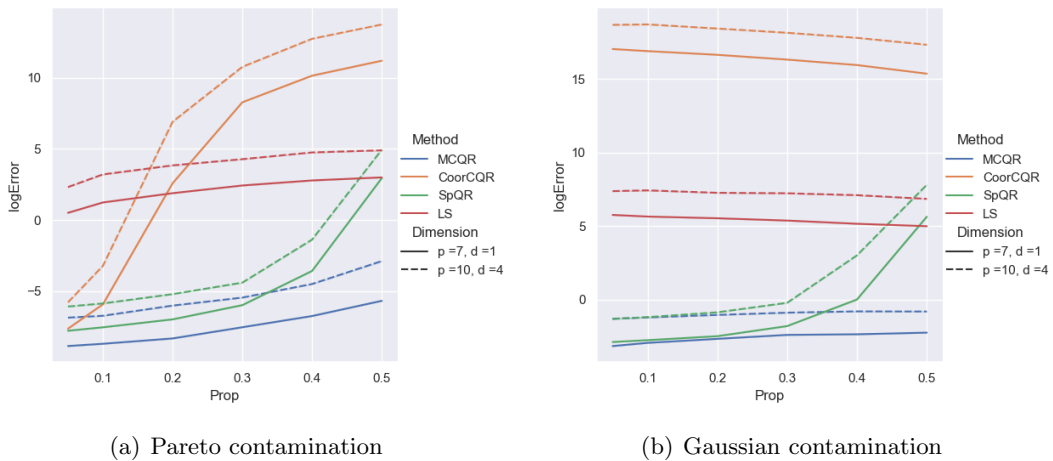 10
5
0
−5
logError
0.1 0.2 0.3 0.4 0.5
Prop
Method
MCQR
CoorCQR
SpQR
LS
Dimension
p =7, d =1
p =10, d =4
(a) Pareto contamination
15
10
5
0
logError
0.1 0.2 0.3 0.4 0.5
Prop
Method
MCQR
CoorCQR
SpQR
LS
Dimension
p =7, d =1
p =10, d =4
(b) Gaussian contamination